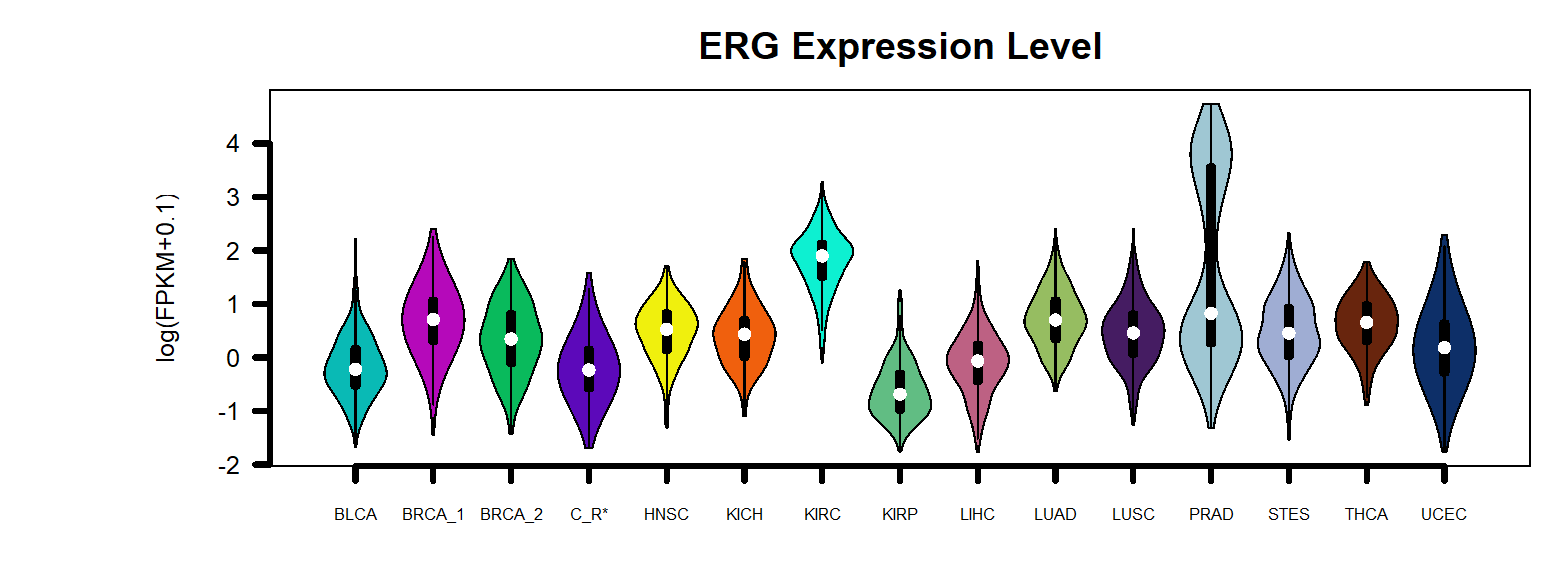 ERG Expression Level
log(FPKM+0.1)
4
3
2
1
0
-1
-2
BLCA BRCA_1 BRCA_2 C_R* HNSC KICH KIRC KIRP LIHC LUAD LUSC PRAD STES THCA UCEC